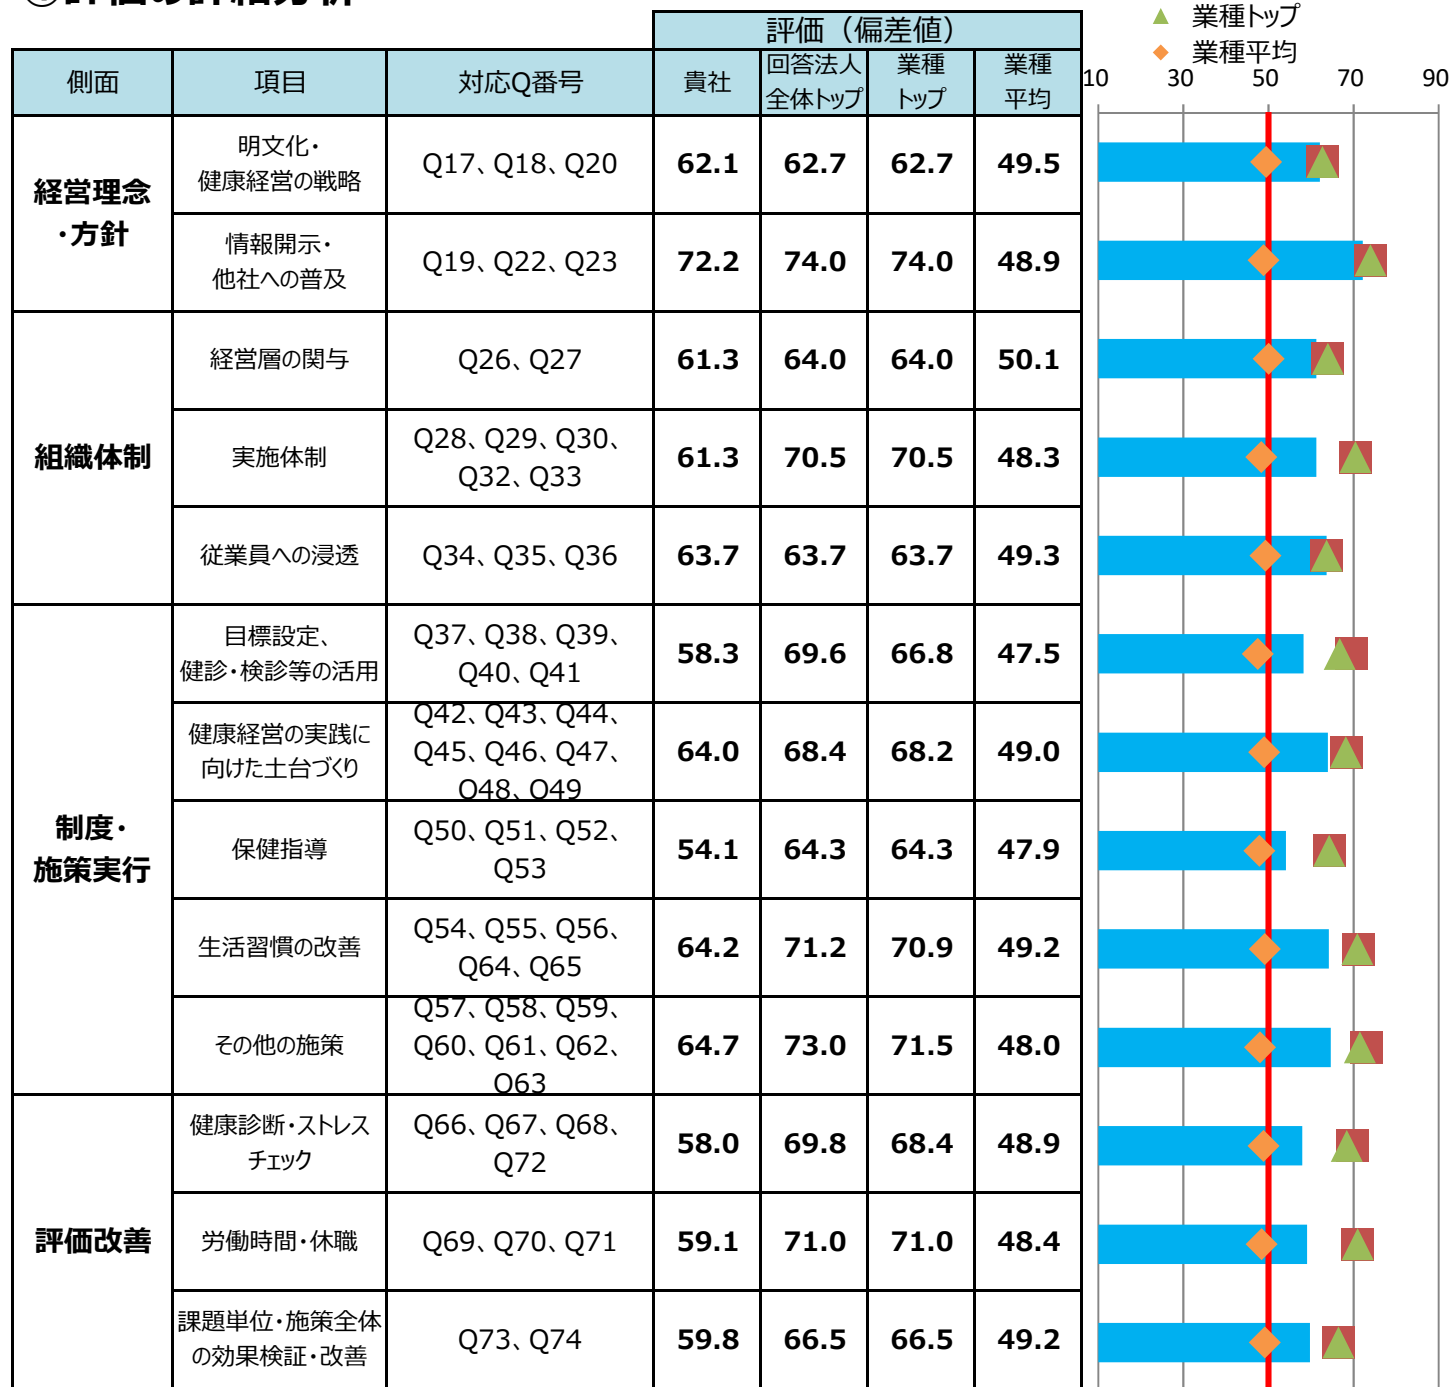 ▲ 業種トップ
◆ 業種平均
評価（偏差値）
側面 項目 対応Q番号 貴社 回答法人 業種 業種
全体トップ トップ 平均
10 30 50 70 90
経営理念
・方針
明文化・
健康経営の戦略
Q17、Q18、Q20 62.1 62.7 62.7 49.5
情報開示・
他社への普及
Q19、Q22、Q23 72.2 74.0 74.0 48.9
組織体制
経営層の関与 Q26、Q27 61.3 64.0 64.0 50.1
実施体制
Q28、Q29、Q30、
Q32、Q33
61.3 70.5 70.5 48.3
従業員への浸透 Q34、Q35、Q36 63.7 63.7 63.7 49.3
制度・
施策実行
目標設定、
健診・検診等の活用
Q37、Q38、Q39、
Q40、Q41
58.3 69.6 66.8 47.5
健康経営の実践に
向けた土台づくり
Q42、Q43、Q44、
Q45、Q46、Q47、
Q48、Q49
64.0 68.4 68.2 49.0
保健指導
Q50、Q51、Q52、
Q53
54.1 64.3 64.3 47.9
生活習慣の改善
Q54、Q55、Q56、
Q64、Q65
64.2 71.2 70.9 49.2
その他の施策
Q57、Q58、Q59、
Q60、Q61、Q62、
Q63
64.7 73.0 71.5 48.0
評価改善
健康診断・ストレス
チェック
Q66、Q67、Q68、
Q72
58.0 69.8 68.4 48.9
労働時間・休職 Q69、Q70、Q71 59.1 71.0 71.0 48.4
課題単位・施策全体
の効果検証・改善
Q73、Q74 59.8 66.5 66.5 49.2